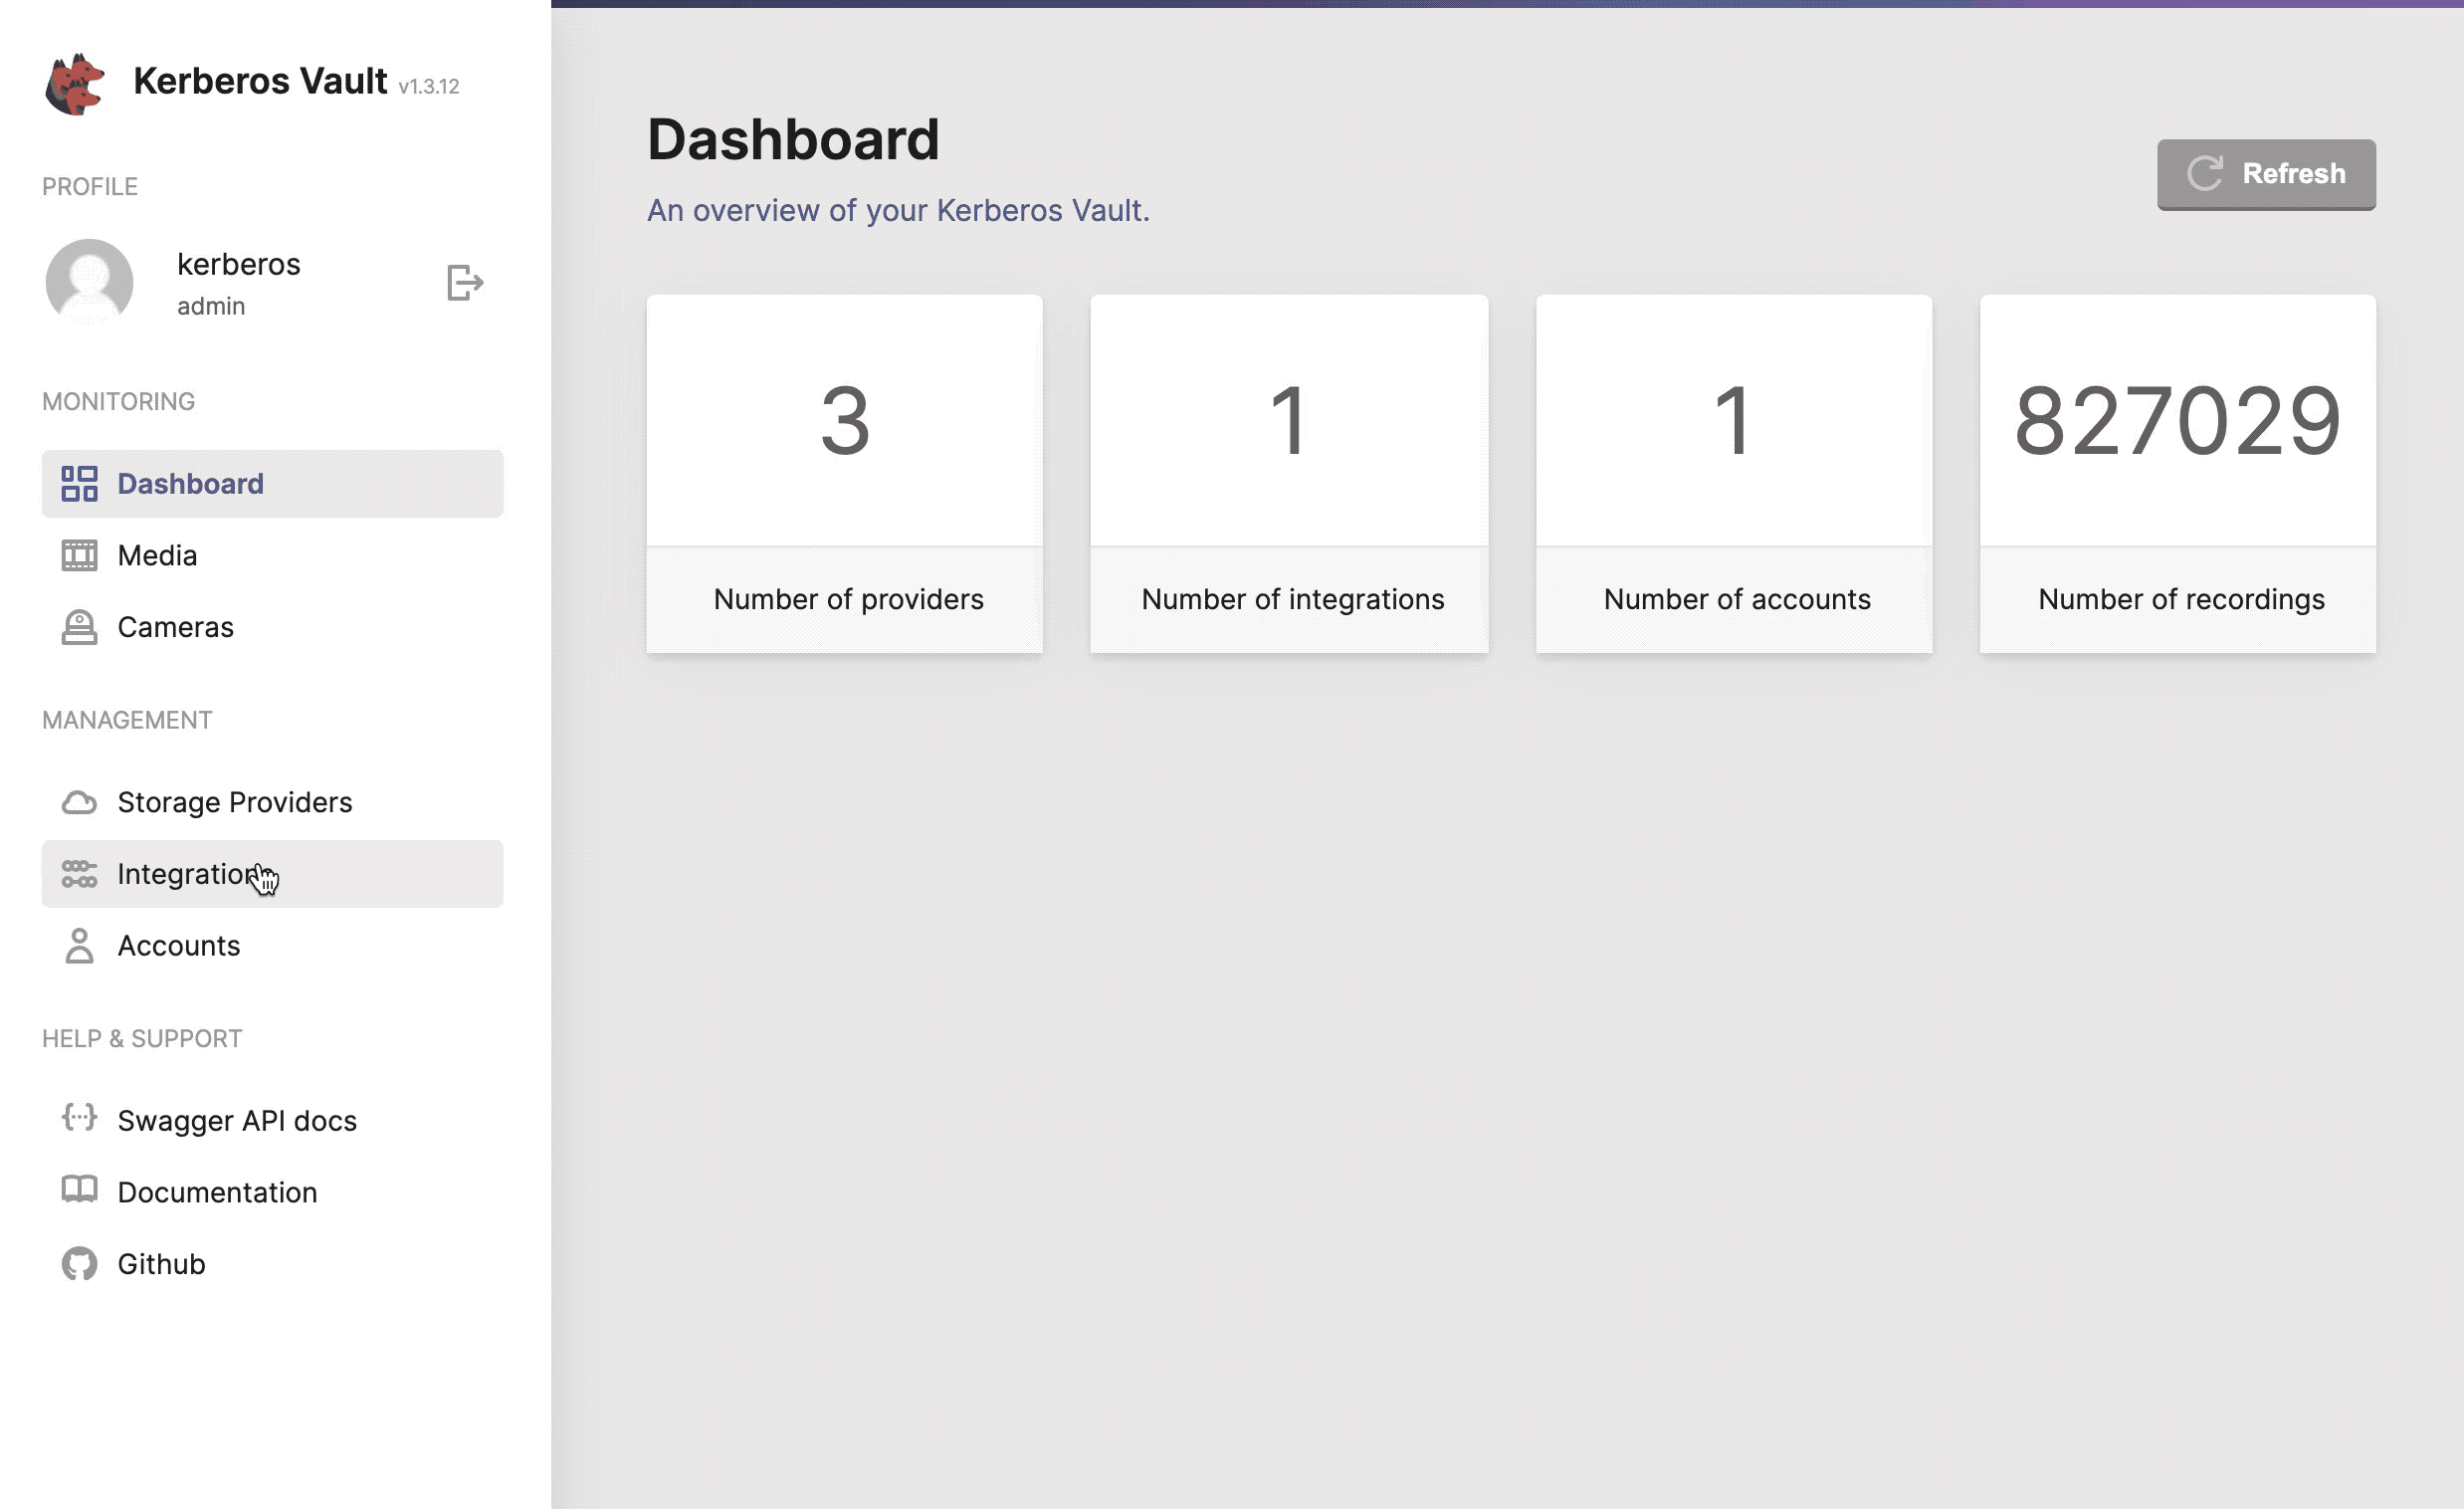 Kerberos Vault v1.3.12
PROFILE
kerberos
admin
MONITORING
Dashboard
Media
Cameras
MANAGEMENT
Storage Providers
Integration
Accounts
HELP & SUPPORT
Swagger API docs
Documentation
Github
Dashboard
An overview of your Kerberos Vault.
Refresh
3
Number of providers
1
Number of integrations
1
Number of accounts
827029
Number of recordings